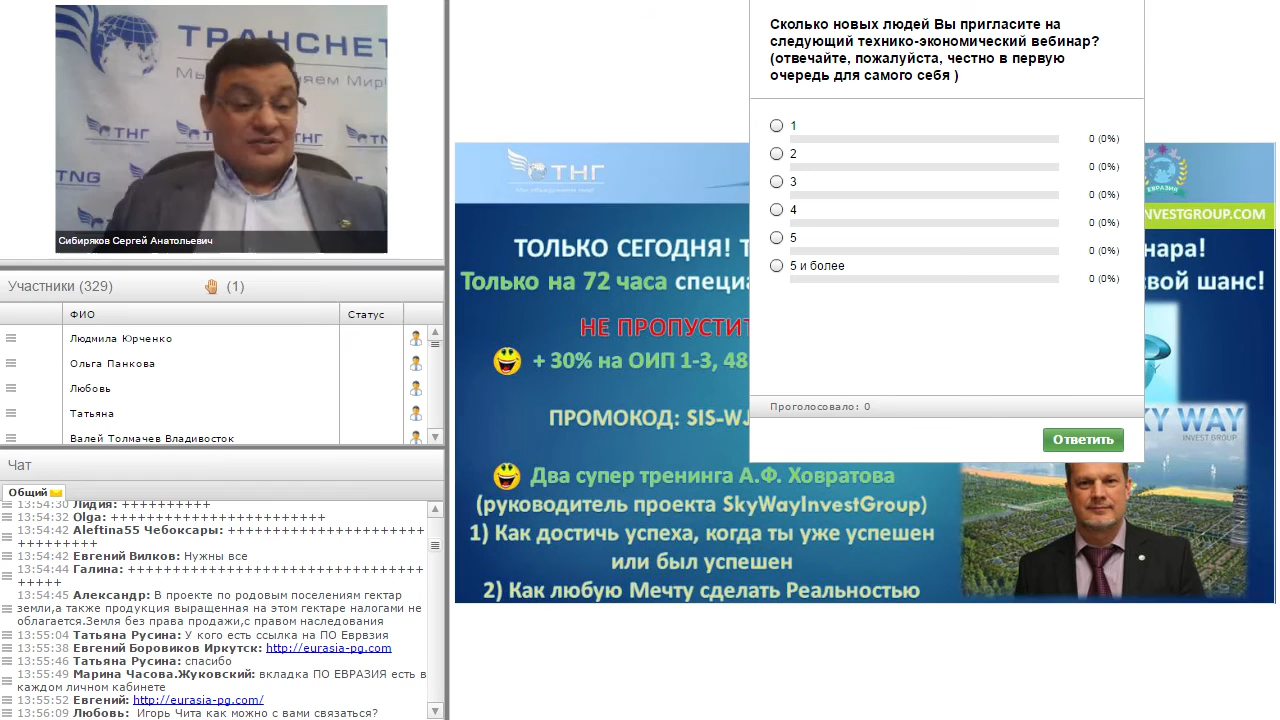 ТРАНСНЕТ
ТНГ
TNG
Сибиряков Сергей Анатольевич
Участники (329)
(1)
ФИО
Статус
Людмила Юрченко
Ольга Панкова
Любовь
Татьяна
Валей Толмачев Владивосток
Чат
Общий
13:54:30 Лидия: ++++++++++
13:54:32 Olga: ++++++++++++++++++++++++
13:54:42 Aleftina55 Чебоксары: ++++++++++++++++++++++
+++++++++
13:54:42 Евгений Вилков: Нужны все
13:54:44 Галина: +++++++++++++++++++++++++++++++++
+++++
13:54:45 Александр: В проекте по родовым поселениям гектар
земли,а также продукция выращенная на этом гектаре налогами не
облагается.Земля без права продажи,с правом наследования
13:55:04 Татьяна Русина: У кого есть ссылка на ПО Еврвзия
13:55:38 Евгений Боровиков Иркутск: http://eurasia-pg.com
13:55:46 Татьяна Русина: спасибо
13:55:49 Марина Часова.Жуковский: вкладка ПО ЕВРАЗИЯ есть в
каждом личном кабинете
13:55:52 Евгений: http://eurasia-pg.com/
13:56:09 Любовь: Игорь Чита как можно с вами связаться?
Сколько новых людей Вы пригласите на
следующий технико-экономический вебинар?
(отвечайте, пожалуйста, честно в первую
очередь для самого себя )
1
0 (0%)
2
0 (0%)
3
0 (0%)
4
0 (0%)
5
0 (0%)
5 и более
0 (0%)
Проголосовало: 0
Ответить
ТНГ
Мы объединяем мир!
ЕВРАЗИЯ
INVESTGROUP.COM
ТОЛЬКО СЕГОДНЯ! Т нара!
Только на 72 часа специа свой шанс!
НЕ ПРОПУСТИТ
+ 30% на ОИП 1-3, 48
ПРОМОКОД: SIS-WJ
KY WAY
INVEST GROUP
Два супер тренинга А.Ф. Ховратова
(руководитель проекта SkyWayInvestGroup)
1) Как достичь успеха, когда ты уже успешен
или был успешен
2) Как любую Мечту сделать Реальностью